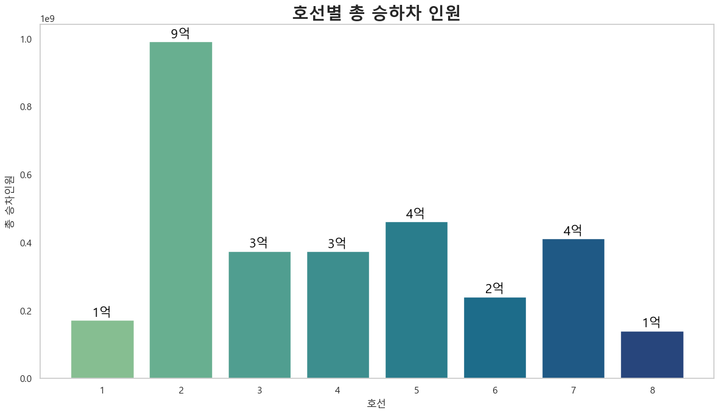 호선별 총 승하차 인원
1e9
1.0
0.8
0.6
0.4
0.2
0.0
총 승차인원
1억
9억
3억
3억
4억
2억
4억
1억
1 2 3 4 5 6 7 8
호선